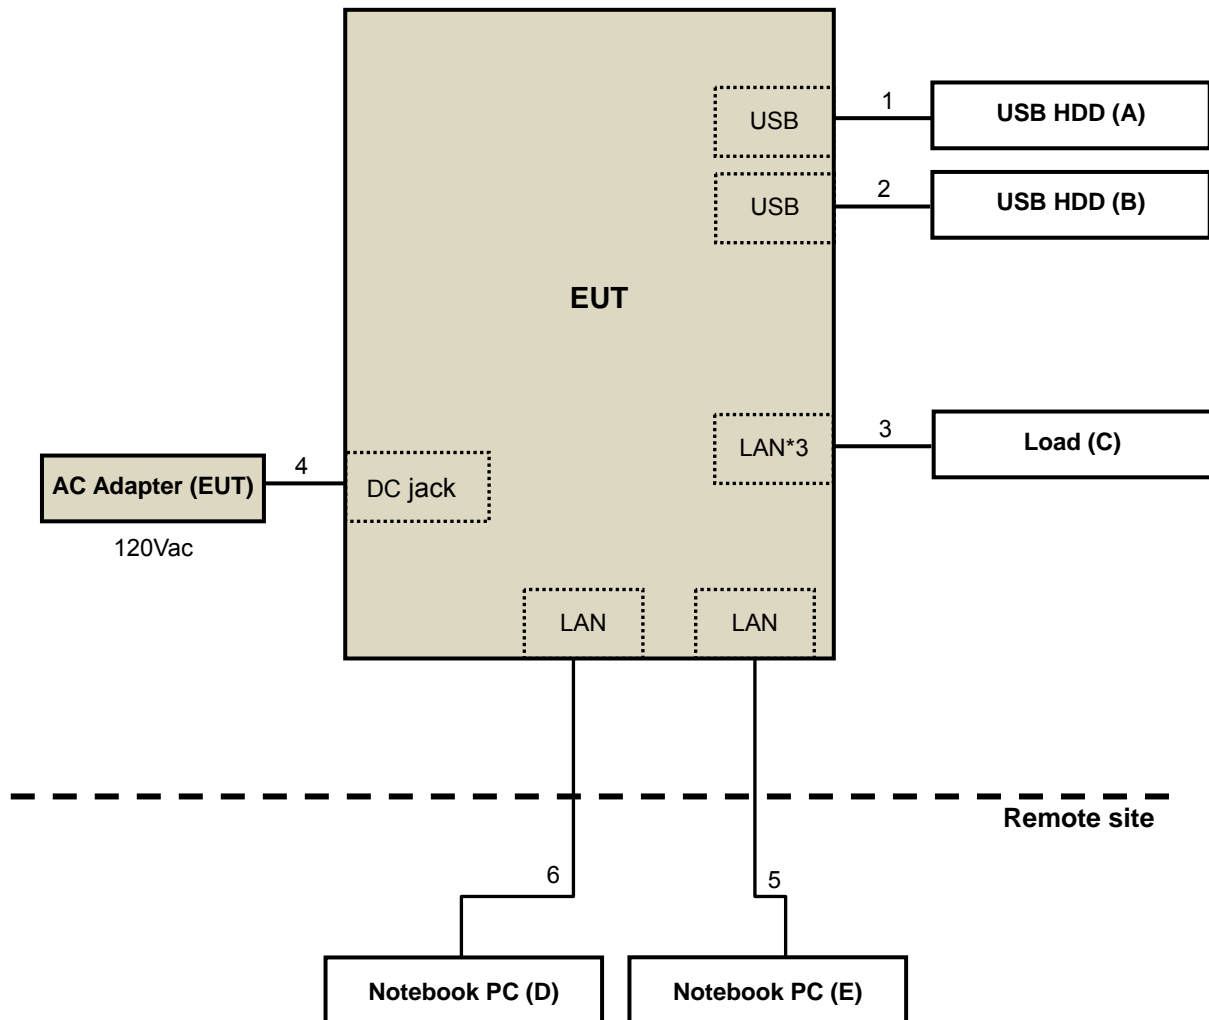 USB
1
USB HDD (A)
USB
2
USB HDD (B)
EUT
LAN*3
3
Load (C)
AC Adapter (EUT)
4
DC jack
120Vac
LAN
LAN
Remote site
6
5
Notebook PC (D)
Notebook PC (E)